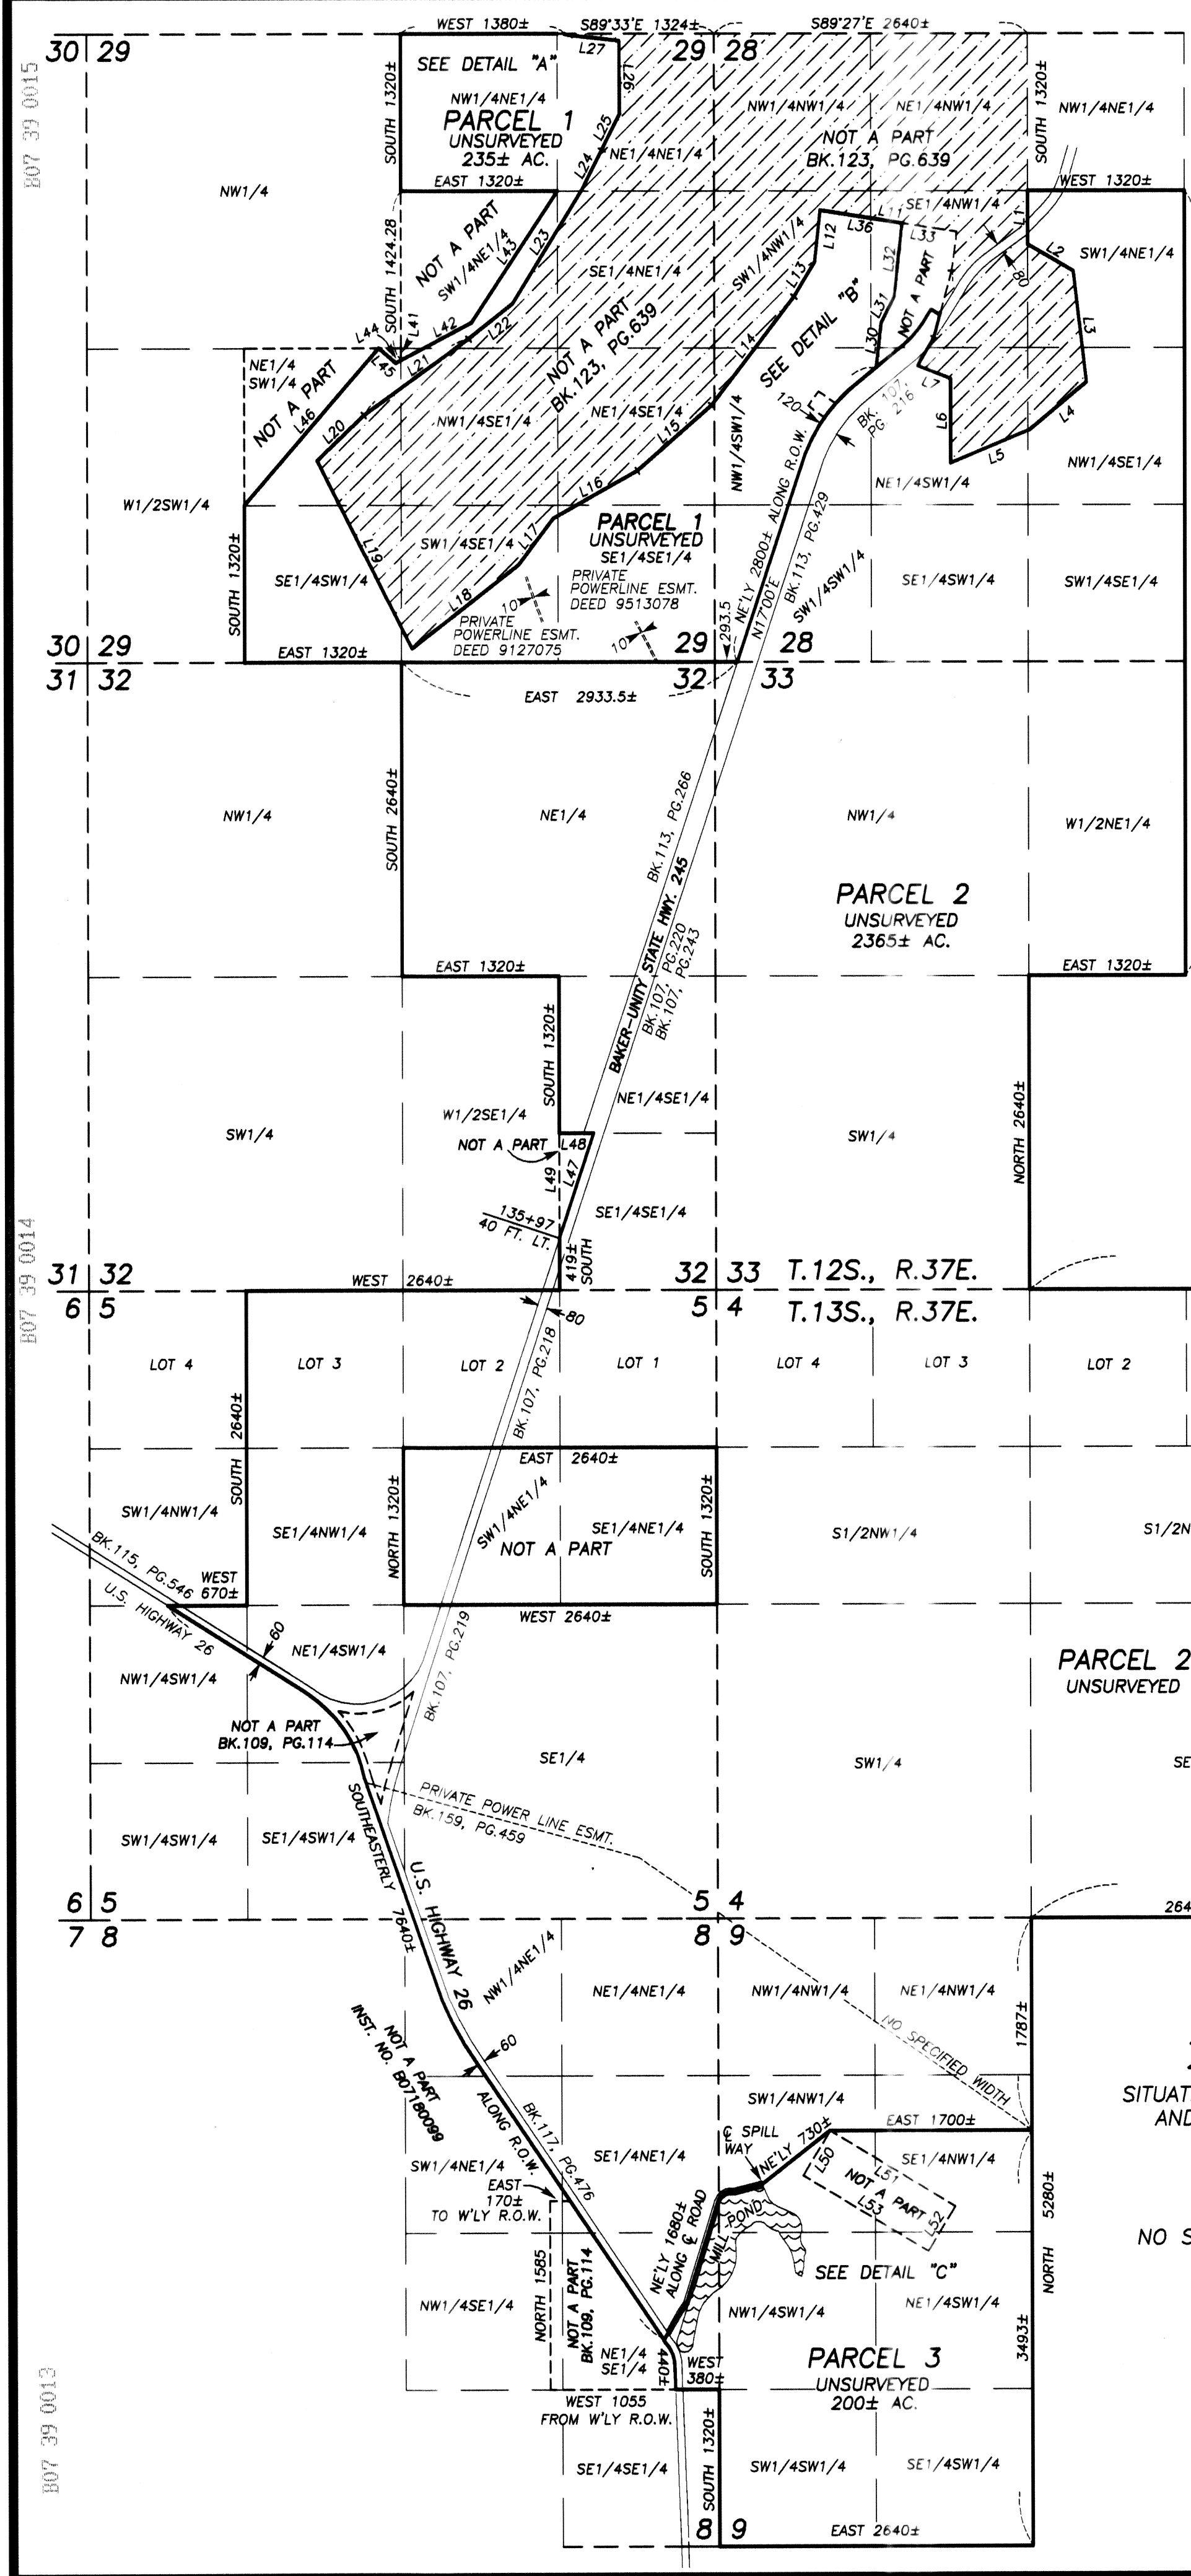 WEST 1380±
S89°33'E 1324±
S89°27'E 2640±
30 29
29 28
L27
SEE DETAIL "A"
SOUTH 1320±
L26
NW1/4NE1/4
PARCEL 1
UNSURVEYED
235± AC.
L25
L24
NE1/4NE1/4
NW1/4NW1/4
NE1/4NW1/4
NOT A PART
BK.123, PG.639
SOUTH 1320±
NW1/4NE1/4
B07 39 0015
NW1/4
EAST 1320±
WEST 1320±
NOT A PART
SW1/4NE1/4
L43
L23
SOUTH 1424.28
SE1/4NE1/4
SW1/4NW1/4
L12
L36
L11
SE1/4NW1/4
L33
L1
L2
SW1/4NE1/4
80
L32
NOT A PART
L13
SEE DETAIL "B"
L31
L30
L3
L44
L41
L42
L22
L45
L21
NOT A PART
BK.123, PG.639
L14
NE1/4
SW1/4
NOT A PART
L46
L20
NW1/4SE1/4
NE1/4SE1/4
L15
NW1/4SW1/4
120
BK. 107,
PG 216
L7
L6
L4
L5
NW1/4SE1/4
NE1/4SW1/4
W1/2SW1/4
L16
PARCEL 1
UNSURVEYED
SE1/4SE1/4
L17
SOUTH 1320±
L19
SW1/4SE1/4
SE1/4SW1/4
L18
PRIVATE
POWERLINE ESMT.
DEED 9513078
10
PRIVATE
POWERLINE ESMT.
DEED 9127075
10
293.5
NE'LY 2800± ALONG R.O.W.
N17°00'E
BK.113, PG.429
SW1/4SW1/4
SE1/4SW1/4
SW1/4SE1/4
30 29
EAST 1320±
29 28
31 32
32 33
EAST 2933.5±
SOUTH 2640±
NW1/4
NE1/4
BK.113, PG.266
NW1/4
W1/2NE1/4
PARCEL 2
UNSURVEYED
2365± AC.
BAKER-UNITY STATE HWY. 245
BK.107, PG.220
BK.107, PG.243
EAST 1320±
EAST 1320±
SOUTH 1320±
NE1/4SE1/4
W1/2SE1/4
SW1/4
SW1/4
NORTH 2640±
NOT A PART
L48
L49
L47
135+97
40 FT. LT.
SE1/4SE1/4
419±
SOUTH
B07 39 0014
31 32
WEST 2640±
32 33
T.12S., R.37E.
6 5
5 4
T.13S., R.37E.
80
LOT 4
LOT 3
LOT 2
LOT 1
LOT 4
LOT 3
LOT 2
BK.107, PG.218
SOUTH 2640±
EAST 2640±
SW1/4NW1/4
SE1/4NW1/4
NORTH 1320±
SW1/4NE1/4
SE1/4NE1/4
NOT A PART
SOUTH 1320±
S1/2NW1/4
S1/2N
BK.115, PG.546
WEST
670±
U.S. HIGHWAY 26
WEST 2640±
60
NE1/4SW1/4
NW1/4SW1/4
BK.107, PG.219
PARCEL 2
UNSURVEYED
NOT A PART
BK.109, PG.114
SE1/4
SW1/4
SE
PRIVATE POWER LINE ESMT.
BK.159, PG.459
SW1/4SW1/4
SE1/4SW1/4
SOUTHEASTERLY 7640±
U.S. HIGHWAY 26
6 5
5 4
7 8
8 9
264
NW1/4NE1/4
NE1/4NE1/4
NW1/4NW1/4
NE1/4NW1/4
1787±
NO SPECIFIED WIDTH
NOT A PART
INST. NO. B07180099
60
ALONG R.O.W.
BK.117, PG.476
SW1/4NW1/4
SITUAT
AND
EAST 1700±
℄ SPILL
WAY
NE'LY 730±
SE1/4NE1/4
SW1/4NE1/4
L50
L51
NOT A PART
L53
L52
SE1/4NW1/4
EAST
170±
TO W'LY R.O.W.
NORTH 5280±
NE'LY 1680±
ALONG ℄ ROAD
MILL POND
NO S
SEE DETAIL "C"
NORTH 1585
NOT A PART
BK.109, PG.114
NW1/4SE1/4
NW1/4SW1/4
NE1/4SW1/4
NE1/4
SE1/4
440±
WEST
380±
PARCEL 3
UNSURVEYED
200± AC.
3493±
WEST 1055
FROM W'LY R.O.W.
B07 39 0013
SE1/4SE1/4
SOUTH 1320±
SW1/4SW1/4
SE1/4SW1/4
8 9
EAST 2640±